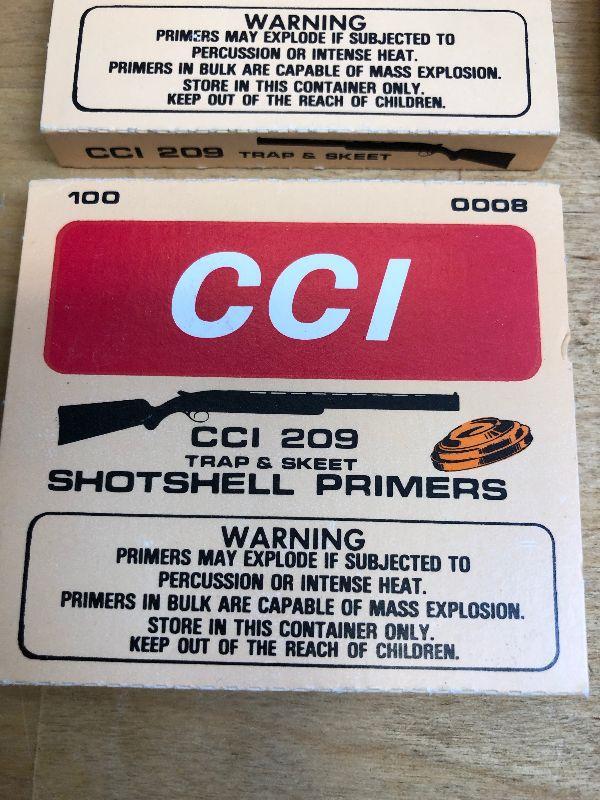 WARNING
PRIMERS MAY EXPLODE IF SUBJECTED TO
PERCUSSION OR INTENSE HEAT.
PRIMERS IN BULK ARE CAPABLE OF MASS EXPLOSION.
STORE IN THIS CONTAINER ONLY.
KEEP OUT OF THE REACH OF CHILDREN.
CCI 209 TRAP & SKEET
100 0008
CCI
CCI 209
TRAP & SKEET
SHOTSHELL PRIMERS
WARNING
PRIMERS MAY EXPLODE IF SUBJECTED TO
PERCUSSION OR INTENSE HEAT.
PRIMERS IN BULK ARE CAPABLE OF MASS EXPLOSION.
STORE IN THIS CONTAINER ONLY.
KEEP OUT OF THE REACH OF CHILDREN.